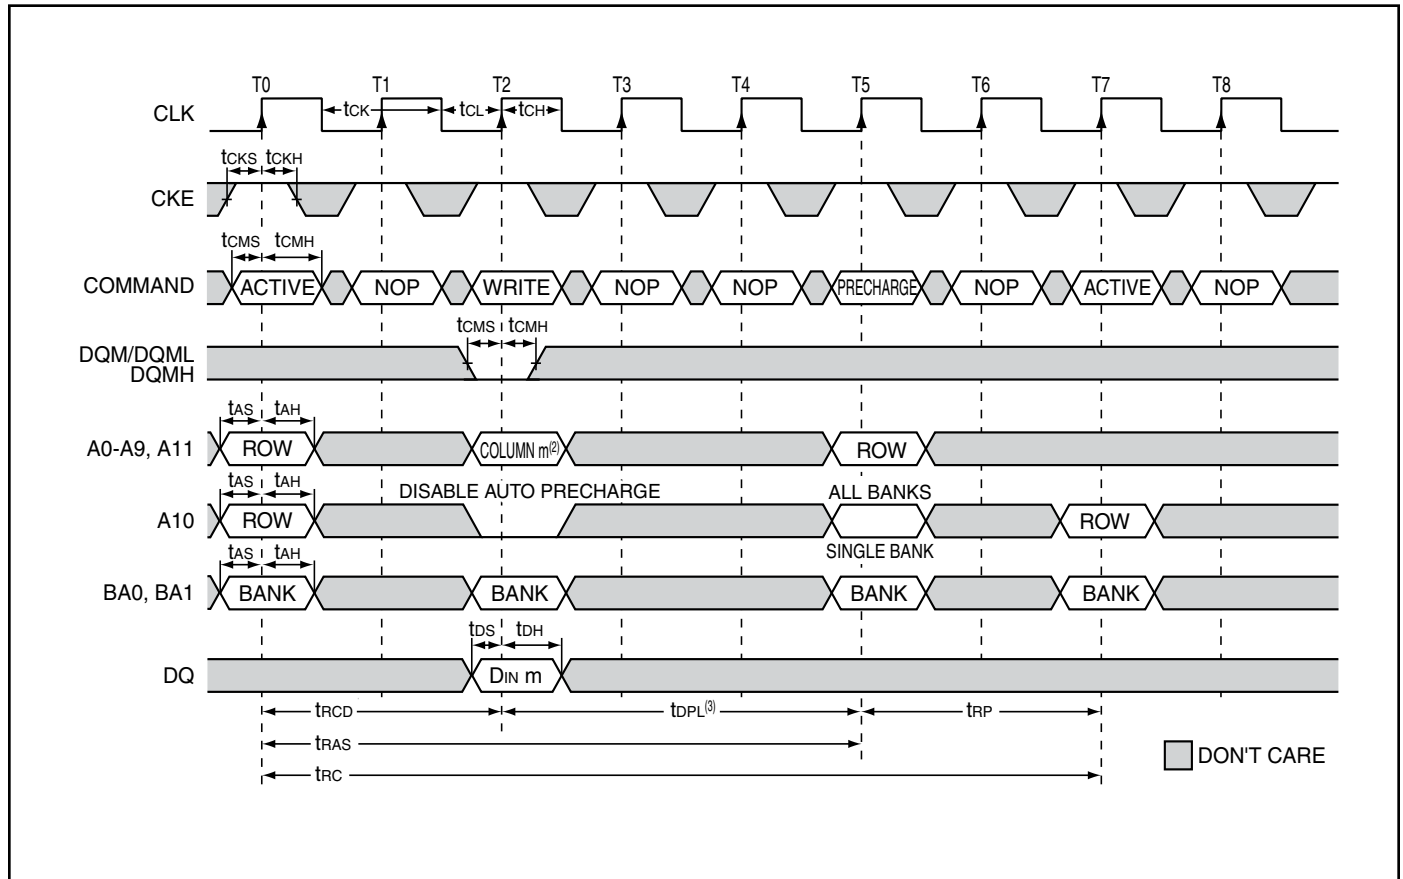 T0 T1 T2 T3 T4 T5 T6 T7 T8
CLK tCK tCL tCH
tCKS tCKH
CKE
tCMS tCMH
COMMAND ACTIVE NOP WRITE NOP NOP PRECHARGE NOP ACTIVE NOP
tCMS tCMH
DQM/DQML
DQMH
tAS tAH
A0-A9, A11 ROW COLUMN m(2) ROW
tAS tAH DISABLE AUTO PRECHARGE ALL BANKS
A10 ROW ROW
tAS tAH SINGLE BANK
BA0, BA1 BANK BANK BANK BANK
tDS tDH
DQ DIN m
tRCD tDPL(3) tRP
tRAS
DON'T CARE
tRC